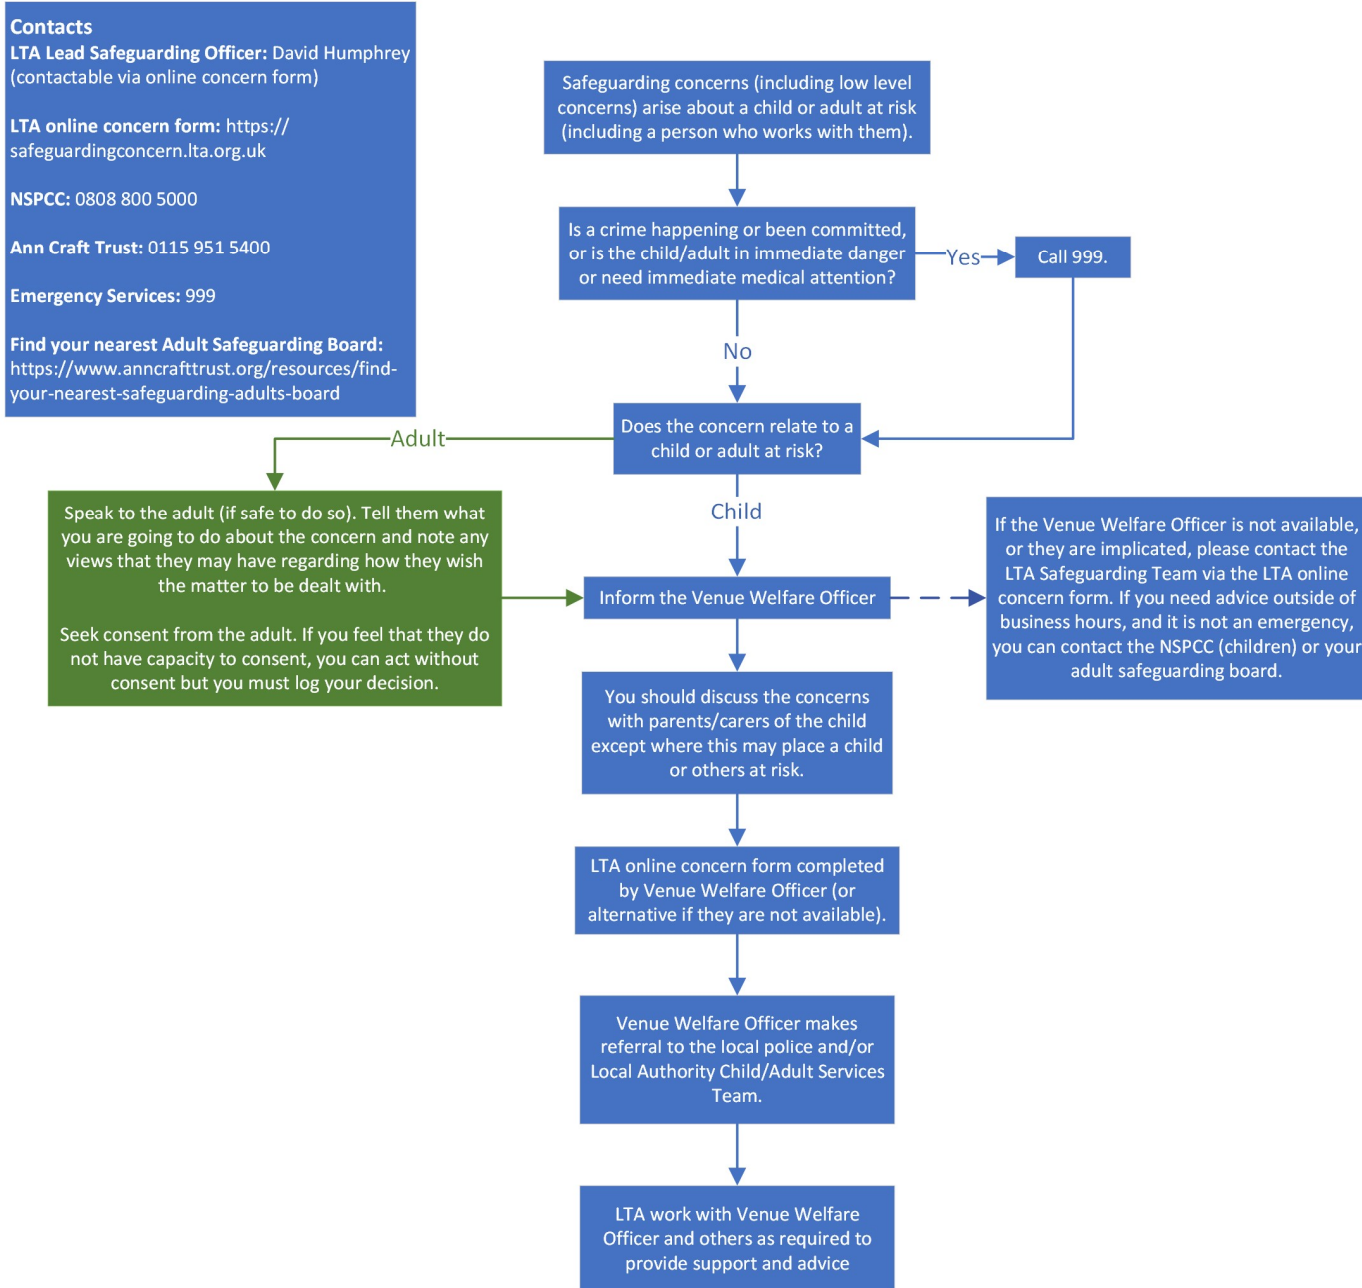 Contacts
LTA Lead Safeguarding Officer: David Humphrey
(contactable via online concern form)
LTA online concern form: https://
safeguardingconcern.lta.org.uk
NSPCC: 0808 800 5000
Ann Craft Trust: 0115 951 5400
Emergency Services: 999
Find your nearest Adult Safeguarding Board:
https://www.anncrafttrust.org/resources/find-
your-nearest-safeguarding-adults-board
Safeguarding concerns (including low level
concerns) arise about a child or adult at risk
(including a person who works with them).
Is a crime happening or been committed,
or is the child/adult in immediate danger
or need immediate medical attention?
Yes
Call 999.
No
Does the concern relate to a
child or adult at risk?
Adult
Speak to the adult (if safe to do so). Tell them what
you are going to do about the concern and note any
views that they may have regarding how they wish
the matter to be dealt with.
Seek consent from the adult. If you feel that they do
not have capacity to consent, you can act without
consent but you must log your decision.
Child
Inform the Venue Welfare Officer
If the Venue Welfare Officer is not available,
or they are implicated, please contact the
LTA Safeguarding Team via the LTA online
concern form. If you need advice outside of
business hours, and it is not an emergency,
you can contact the NSPCC (children) or your
adult safeguarding board.
You should discuss the concerns
with parents/carers of the child
except where this may place a child
or others at risk.
LTA online concern form completed
by Venue Welfare Officer (or
alternative if they are not available).
Venue Welfare Officer makes
referral to the local police and/or
Local Authority Child/Adult Services
Team.
LTA work with Venue Welfare
Officer and others as required to
provide support and advice